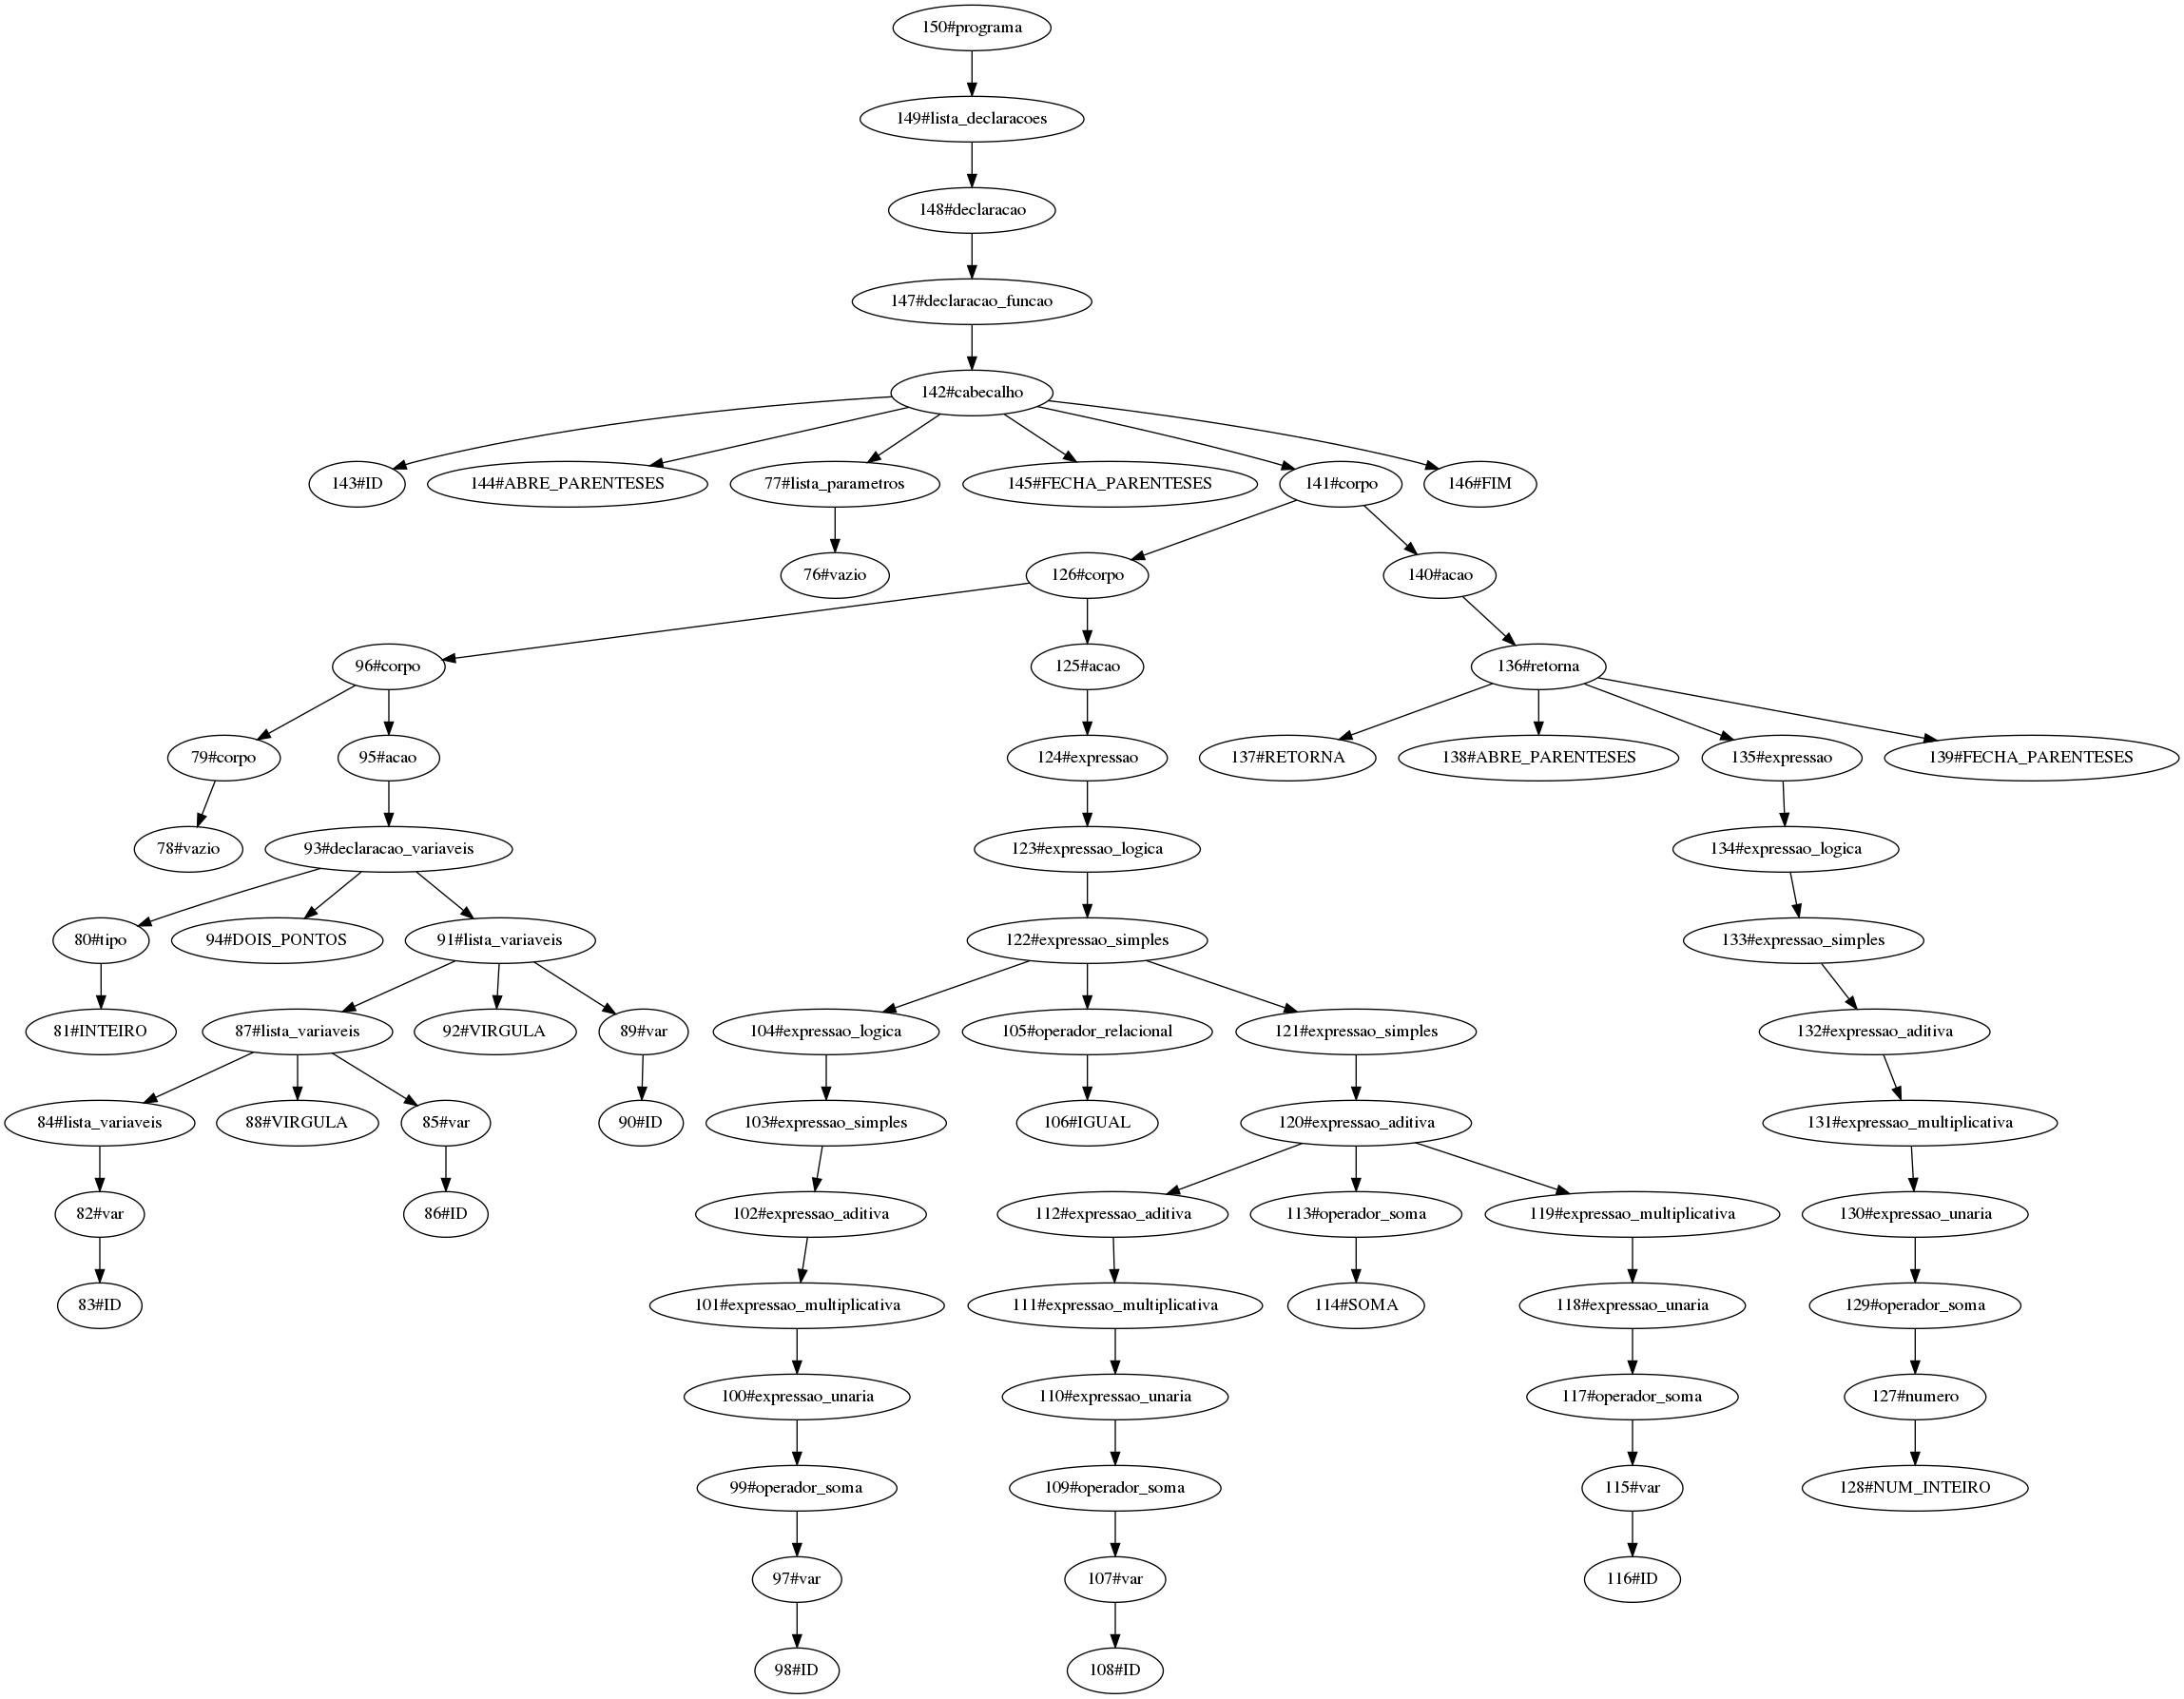 150#programa
149#lista_declaracoes
148#declaracao
147#declaracao_funcao
142#cabecalho
143#ID
144#ABRE_PARENTESES
77#lista_parametros
145#FECHA_PARENTESES
141#corpo
146#FIM
76#vazio
126#corpo
140#acao
96#corpo
125#acao
136#retorna
79#corpo
95#acao
124#expressao
137#RETORNA
138#ABRE_PARENTESES
135#expressao
139#FECHA_PARENTESES
78#vazio
93#declaracao_variaveis
123#expressao_logica
134#expressao_logica
80#tipo
94#DOIS_PONTOS
91#lista_variaveis
122#expressao_simples
133#expressao_simples
81#INTEIRO
87#lista_variaveis
92#VIRGULA
89#var
104#expressao_logica
105#operador_relacional
121#expressao_simples
132#expressao_aditiva
84#lista_variaveis
88#VIRGULA
85#var
90#ID
103#expressao_simples
106#IGUAL
120#expressao_aditiva
131#expressao_multiplicativa
82#var
86#ID
102#expressao_aditiva
112#expressao_aditiva
113#operador_soma
119#expressao_multiplicativa
130#expressao_unaria
83#ID
101#expressao_multiplicativa
111#expressao_multiplicativa
114#SOMA
118#expressao_unaria
129#operador_soma
100#expressao_unaria
110#expressao_unaria
117#operador_soma
127#numero
99#operador_soma
109#operador_soma
115#var
128#NUM_INTEIRO
97#var
107#var
116#ID
98#ID
108#ID